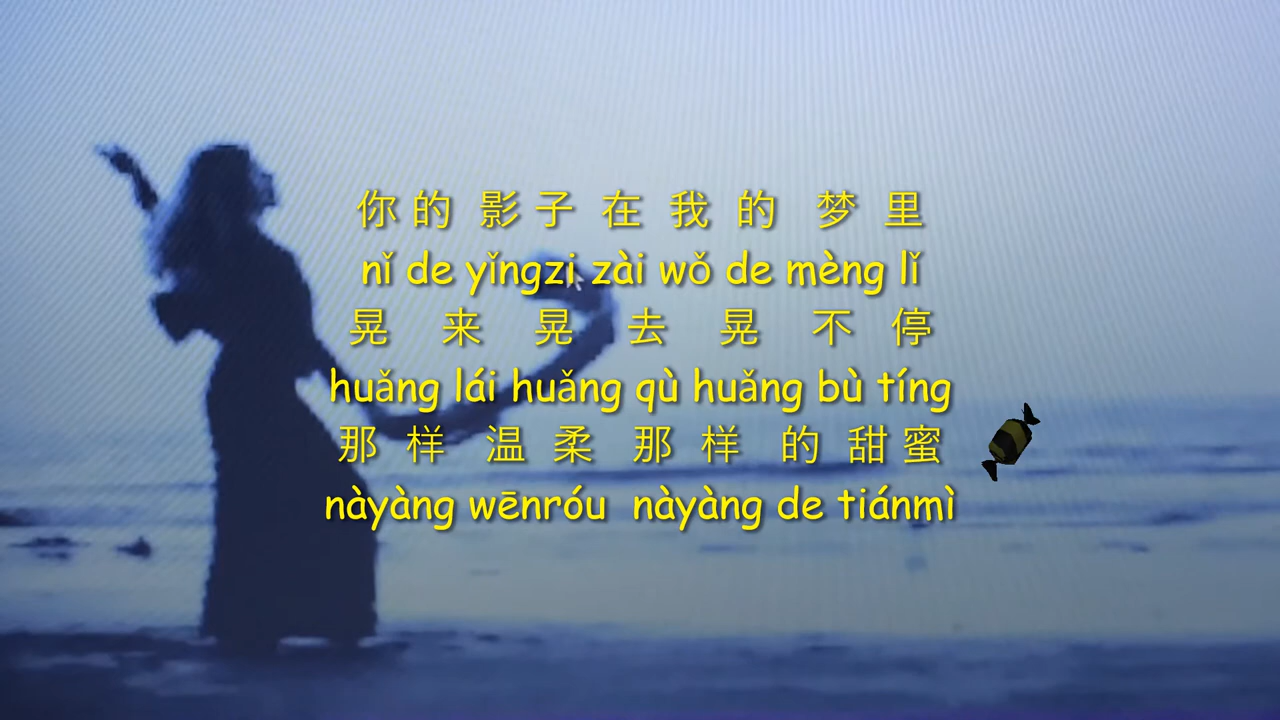 你的 影子 在 我 的 梦 里
nǐ de yǐngzi zài wǒ de mèng lǐ
晃 来 晃 去 晃 不 停
huǎng lái huǎng qù huǎng bù tíng
那 样 温 柔 那 样 的 甜蜜
nàyàng wēnróu nàyàng de tiánmì